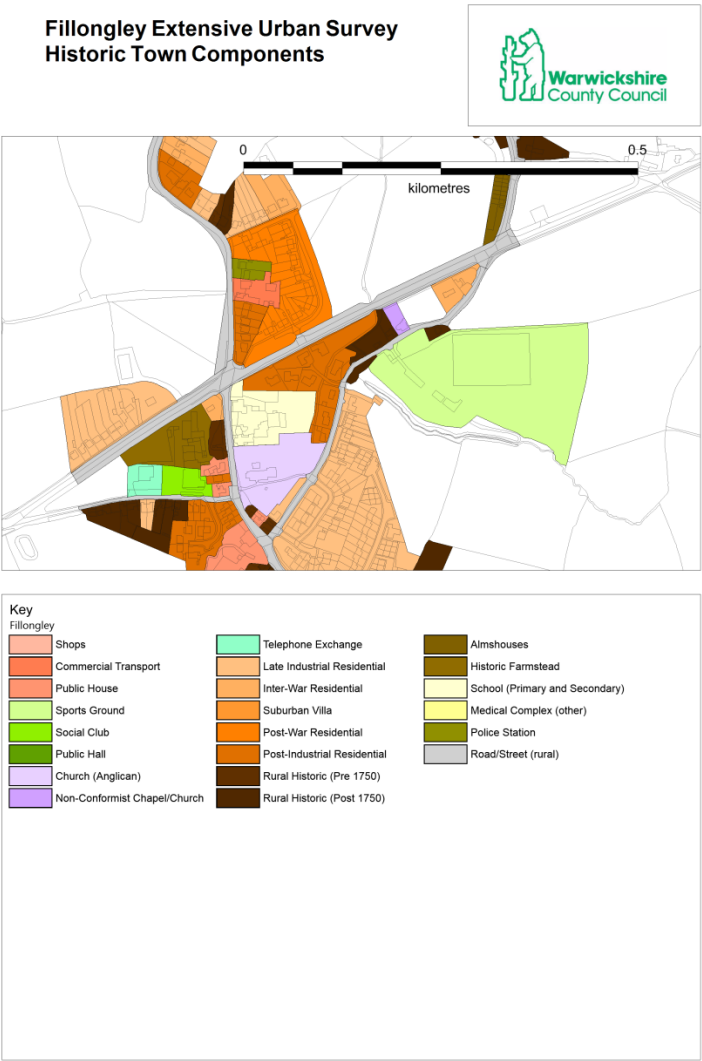 Fillongley Extensive Urban Survey
Historic Town Components
Warwickshire
County Council
0
0.5
kilometres
Key
Fillongley
Shops
Commercial Transport
Public House
Sports Ground
Social Club
Public Hall
Church (Anglican)
Non-Conformist Chapel/Church
Telephone Exchange
Late Industrial Residential
Inter-War Residential
Suburban Villa
Post-War Residential
Post-Industrial Residential
Rural Historic (Pre 1750)
Rural Historic (Post 1750)
Almshouses
Historic Farmstead
School (Primary and Secondary)
Medical Complex (other)
Police Station
Road/Street (rural)